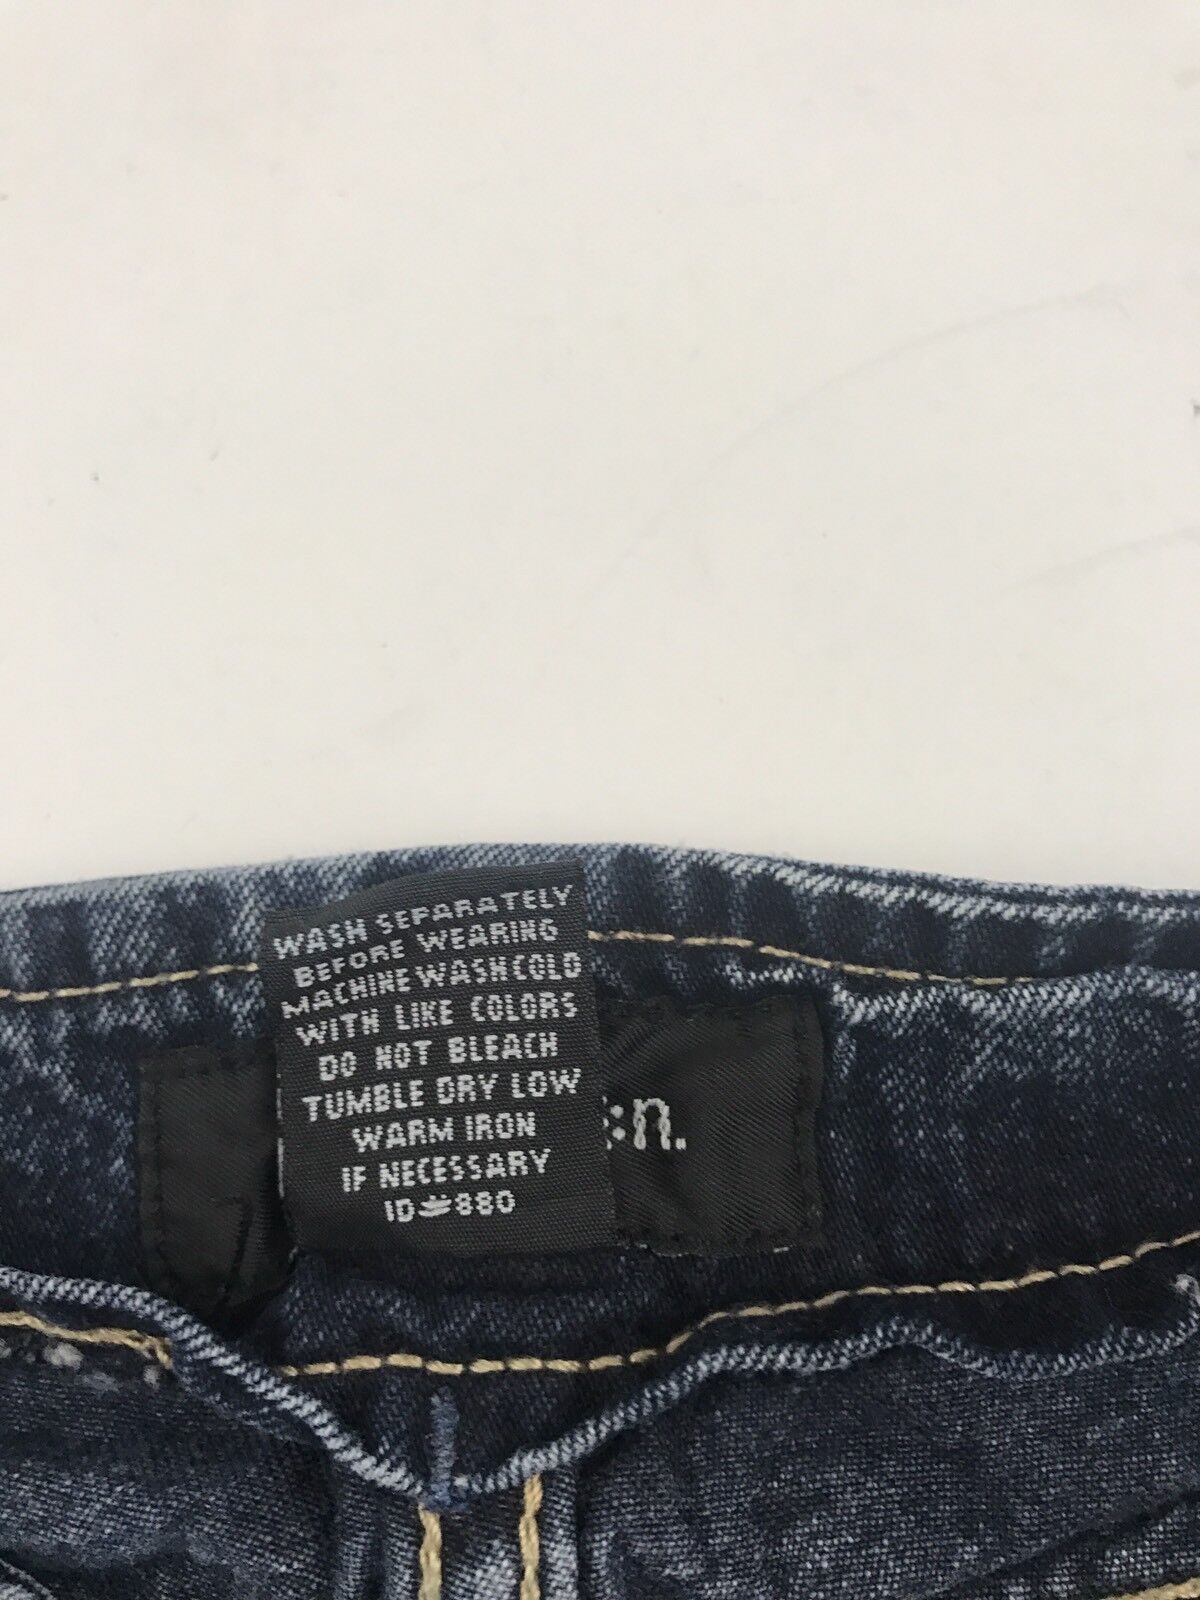 WASH SEPARATELY
BEFORE WEARING
MACHINE WASH COLD
WITH LIKE COLORS
DO NOT BLEACH
TUMBLE DRY LOW
WARM IRON
IF NECESSARY
ID#880
:n.